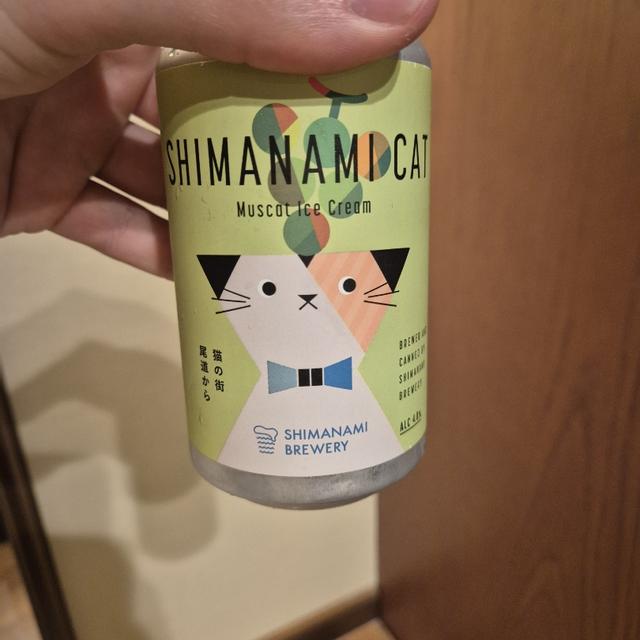 SHIMANAMI CAT
Muscat Ice Cream
猫の街
尾道から
BREWED AND
CANNED BY
SHIMANAMI
BREWERY
ALC 4.8%
SHIMANAMI
BREWERY